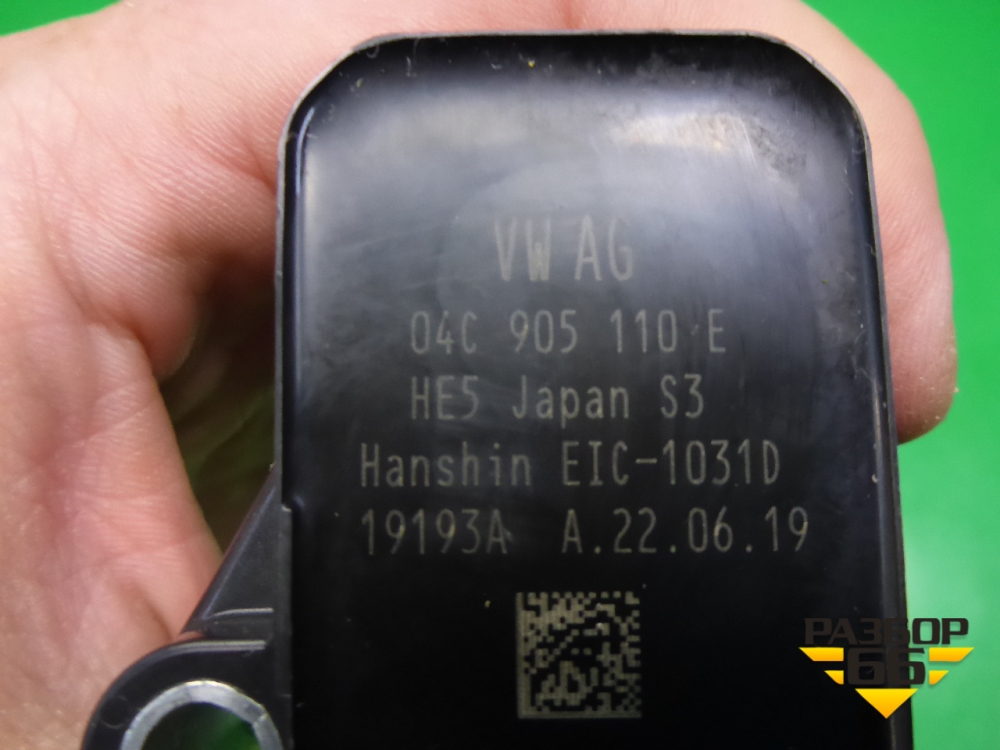 VW AG
04C 905 110 E
HE5 Japan S3
Hanshin EIC-1031D
19193A A.22.06.19
РАЗБОР
66